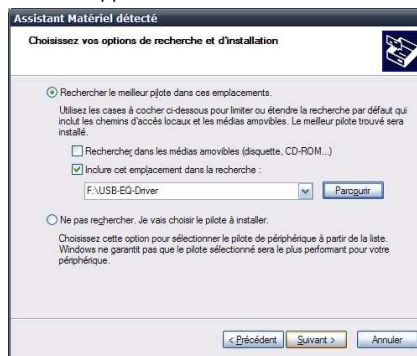 Assistant Matériel détecté
Choisissez vos options de recherche et d'installation
Rechercher le meilleur pilote dans ces emplacements.
Utilisez les cases à cocher ci-dessous pour limiter ou étendre la recherche par défaut qui
inclut les chemins d'accès locaux et les médias amovibles. Le meilleur pilote trouvé sera
installé.
Rechercher dans les médias amovibles (disquette, CD-ROM...)
Inclure cet emplacement dans la recherche :
F:\USB-EQ-Driver
Parcourir
Ne pas rechercher. Je vais choisir le pilote à installer.
Choisissez cette option pour sélectionner le pilote de périphérique à partir de la liste.
Windows ne garantit pas que le pilote sélectionné sera le plus performant pour votre
périphérique.
< Précédent Suivant > Annuler